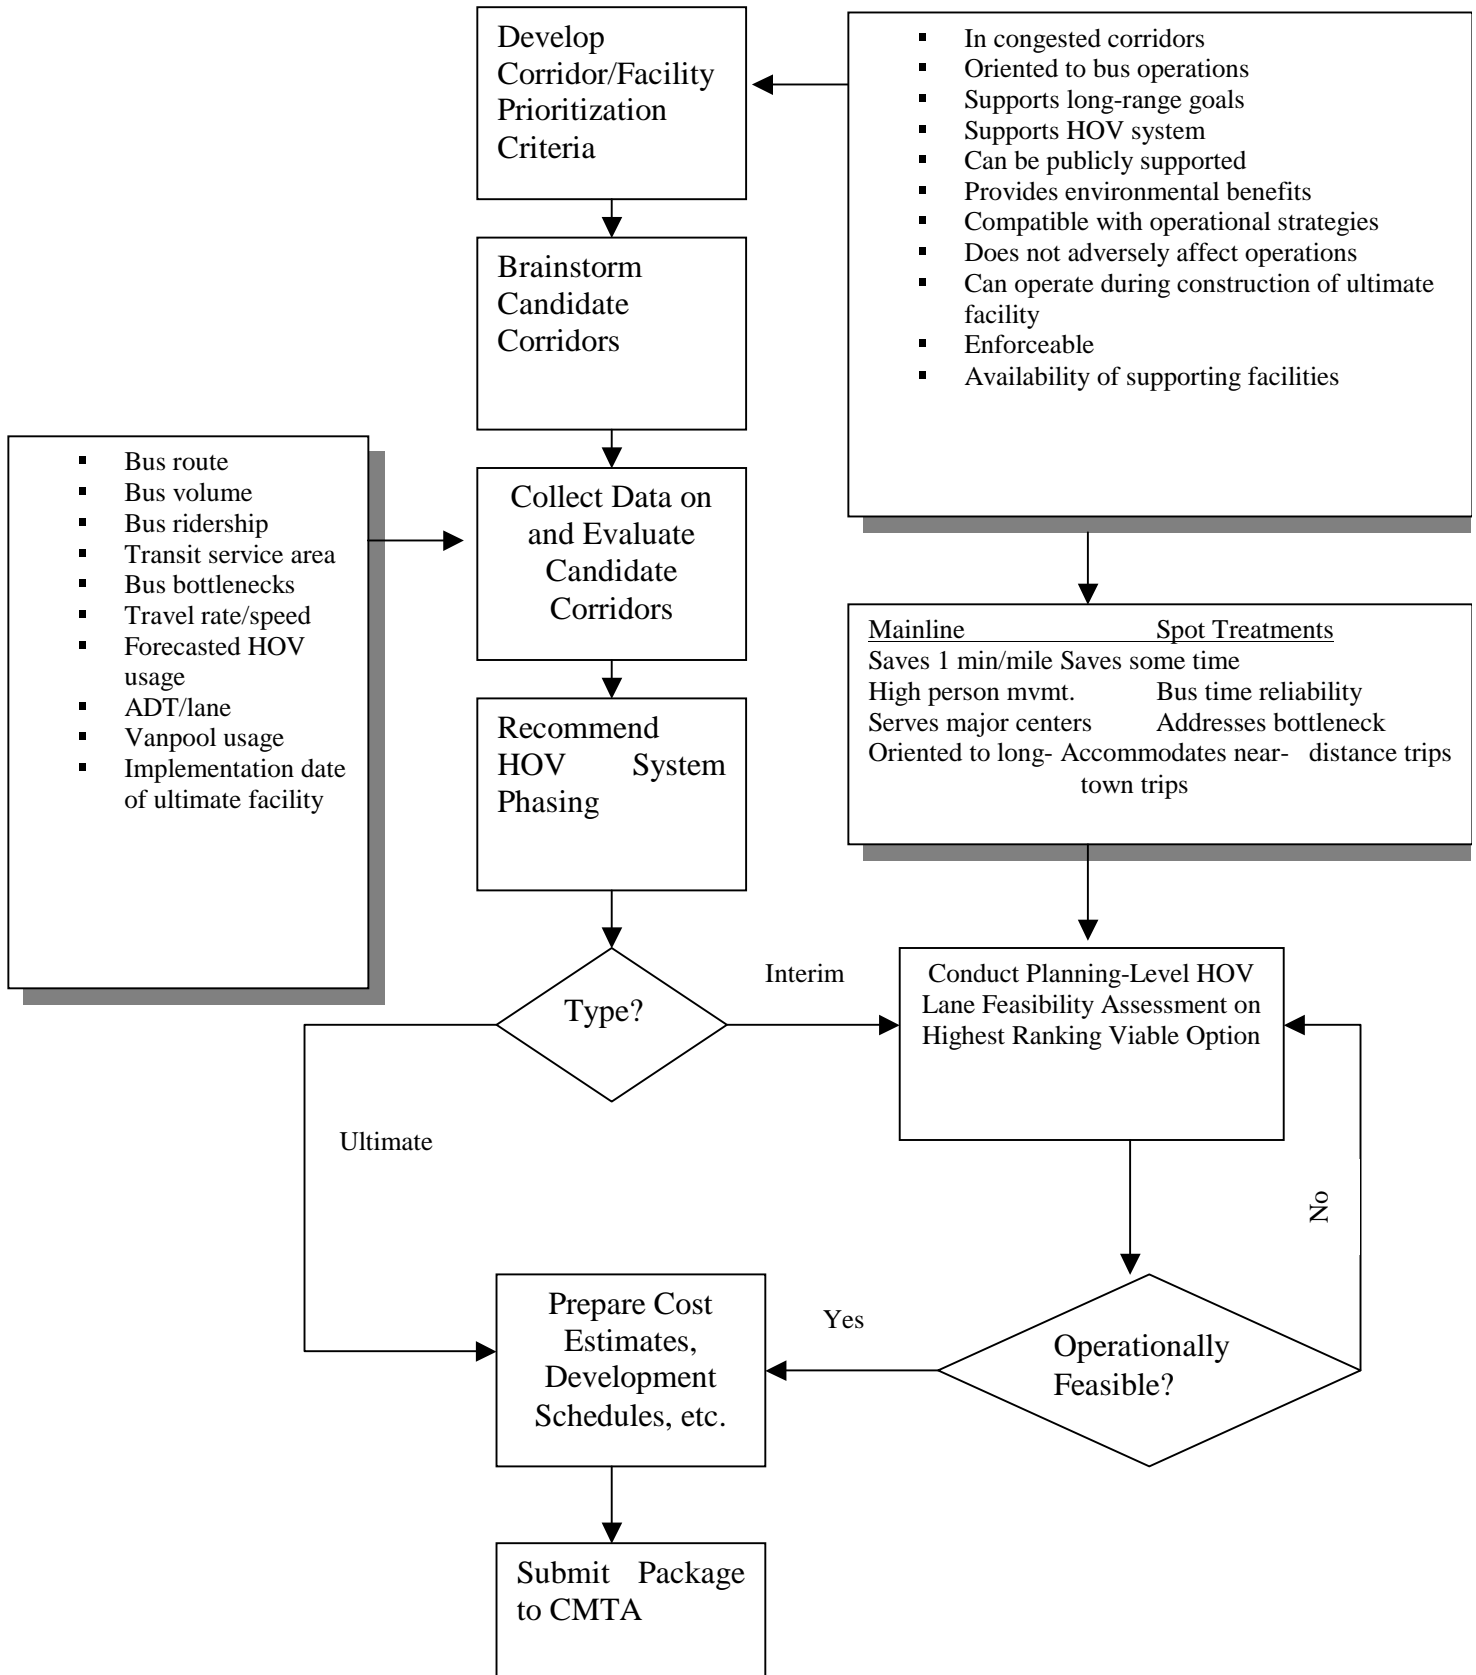 Develop
Corridor/Facility
Prioritization
Criteria
▪ In congested corridors
▪ Oriented to bus operations
▪ Supports long-range goals
▪ Supports HOV system
▪ Can be publicly supported
▪ Provides environmental benefits
▪ Compatible with operational strategies
▪ Does not adversely affect operations
▪ Can operate during construction of ultimate
facility
▪ Enforceable
▪ Availability of supporting facilities
Brainstorm
Candidate
Corridors
▪ Bus route
▪ Bus volume
▪ Bus ridership
▪ Transit service area
▪ Bus bottlenecks
▪ Travel rate/speed
▪ Forecasted HOV
usage
▪ ADT/lane
▪ Vanpool usage
▪ Implementation date
of ultimate facility
Collect Data on
and Evaluate
Candidate
Corridors
Mainline Spot Treatments
Saves 1 min/mile Saves some time
High person mvmt. Bus time reliability
Serves major centers Addresses bottleneck
Oriented to long- Accommodates near- distance trips
town trips
Recommend
HOV System
Phasing
Type?
Interim
Conduct Planning-Level HOV
Lane Feasibility Assessment on
Highest Ranking Viable Option
Ultimate
No
Prepare Cost
Estimates,
Development
Schedules, etc.
Yes
Operationally
Feasible?
Submit Package
to CMTA